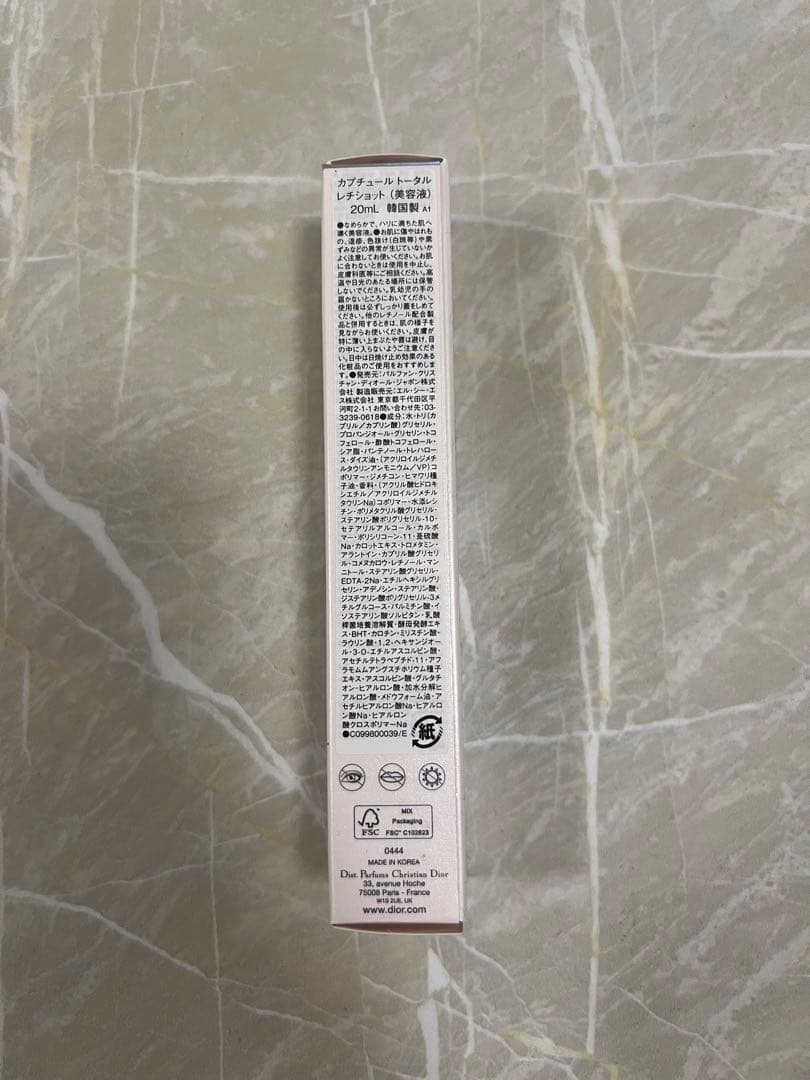 カプチュール トータル
レチショット (美容液)
20mL 韓国製 A1
●なめらかで、ハリに満ちた肌へ
導く美容液。●お肌に傷やはれも
の、湿疹、色抜け(白斑等)や黒
ずみなどの異常が生じていないか
よく注意してお使いください。お肌
に合わないときは使用を中止し、
皮膚科医等にご相談ください。高
温や日光のあたる場所には保管
しないでください。乳幼児の手の
届かないところにおいてください。
使用後は必ずしっかり蓋をしめて
ください。他のレチノール配合製
品と併用するときは、肌の様子を
見ながらお使いください。皮膚が
特に薄い上まぶたや唇は避け、目
の中に入らないようご注意くださ
い。日中は日焼け止め効果のある
化粧品のご使用をおすすめしま
す。●発売元:パルファン・クリス
チャン・ディオール・ジャポン株式
会社 製造販売元:エル・シー・エ
ス株式会社 東京都千代田区平
河町2-1-1お問い合わせ先:03-
3239-0618●成分:水・トリ(カ
プリル/カプリン酸)グリセリル・
プロパンジオール・グリセリン・トコ
フェロール・酢酸トコフェロール・
シア脂・パンテノール・トレハロー
ス・ダイズ油・(アクリロイルジメチ
ルタウリンアンモニウム/VP)コ
ポリマー・ジメチコン・ヒマワリ種
子油・香料・(アクリル酸ヒドロキ
シエチル/アクリロイルジメチル
タウリンNa)コポリマー・水添レシ
チン・ポリメタクリル酸グリセリル・
ステアリン酸ポリグリセリル-10・
セテアリルアルコール・カルボ
マー・ポリシリコーン-11・亜硫酸
Na・カロットエキス・トロメタミン・
アラントイン・カプリル酸グリセリ
ル・コメヌカロウ・レチノール・マン
ニトール・ステアリン酸グリセリル・
EDTA-2Na・エチルヘキシルグリ
セリン・アデノシン・ステアリン酸・
ジステアリン酸ポリグリセリル-3メ
チルグルコース・パルミチン酸・イ
ソステアリン酸ソルビタン・乳酸
桿菌培養溶解質・酵母発酵エキ
ス・BHT・カロチン・ミリスチン酸・
ラウリン酸・1,2-ヘキサンジオー
ル・3-O-エチルアスコルビン酸・
アセチルテトラペプチド-11・アフ
ラモムムアングスチホリウム種子
エキス・アスコルビン酸・グルタチ
オン・ヒアルロン酸・加水分解ヒ
アルロン酸・メドウフォーム油・ア
セチルヒアルロン酸Na・ヒアルロ
ン酸Na・ヒアルロン
酸クロスポリマーNa
●C099800039/E
紙
FSC
MIX
Packaging
FSC™ C102823
0444
MADE IN KOREA
Dist. Parfums Christian Dior
33, avenue Hoche
75008 Paris - France
W1S 2UE, UK
www.dior.com